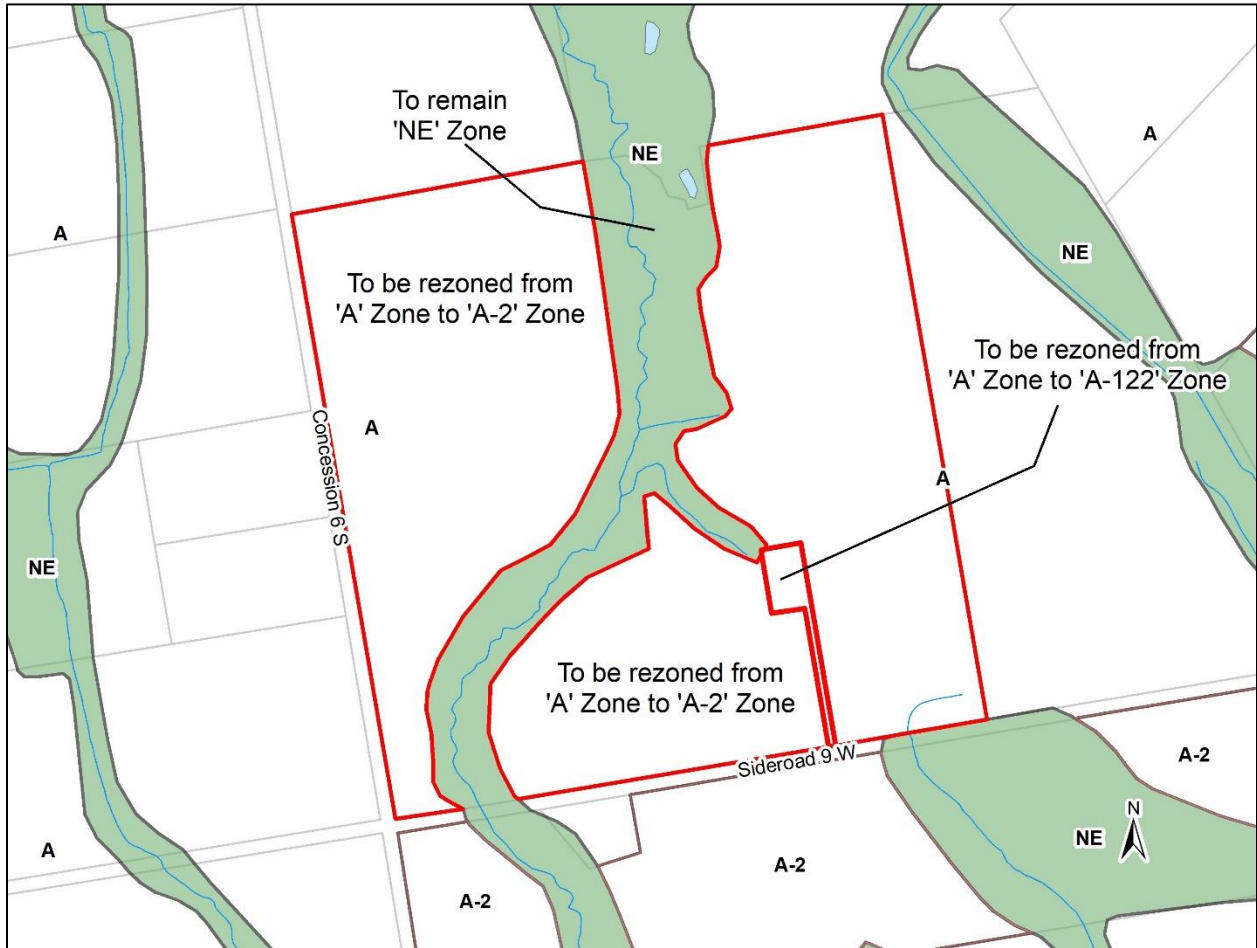 To remain
'NE' Zone
NE
A
A
NE
To be rezoned from
'A' Zone to 'A-2' Zone
To be rezoned from
'A' Zone to 'A-122' Zone
Concession 6 S
A
A
NE
To be rezoned from
'A' Zone to 'A-2' Zone
Sideroad 9 W
A-2
N
NE
A
A-2
A-2